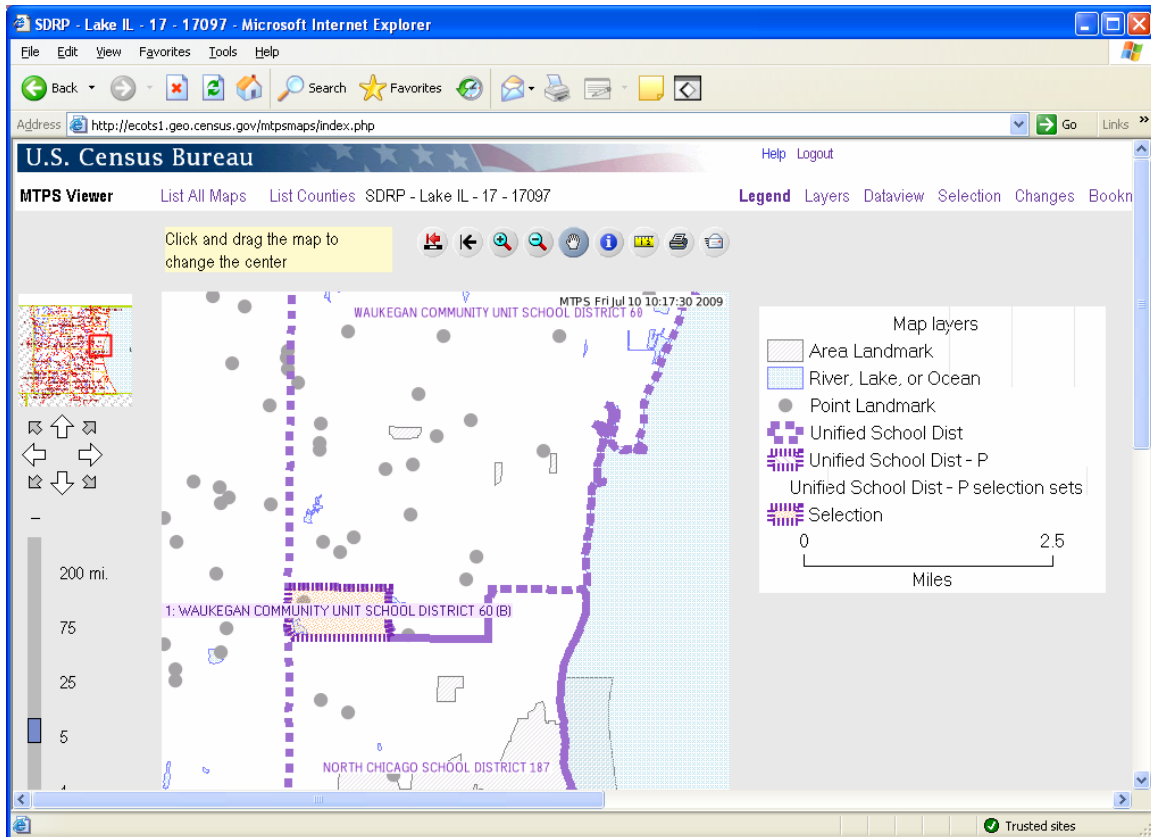 SDRP - Lake IL - 17 - 17097 - Microsoft Internet Explorer
File Edit View Favorites Tools Help
Back Search Favorites
Address http://ecots1.geo.census.gov/mtpsmaps/index.php Go Links »
U.S. Census Bureau Help Logout
MTPS Viewer List All Maps List Counties SDRP - Lake IL - 17 - 17097 Legend Layers Dataview Selection Changes Bookn
Click and drag the map to
change the center
MTPS Fri Jul 10 10:17:30 2009
WAUKEGAN COMMUNITY UNIT SCHOOL DISTRICT 60
Map layers
Area Landmark
River, Lake, or Ocean
Point Landmark
Unified School Dist
Unified School Dist - P
Unified School Dist - P selection sets
Selection
0 2.5
Miles
200 mi.
1: WAUKEGAN COMMUNITY UNIT SCHOOL DISTRICT 60 (B)
75
25
5
NORTH CHICAGO SCHOOL DISTRICT 187
Trusted sites